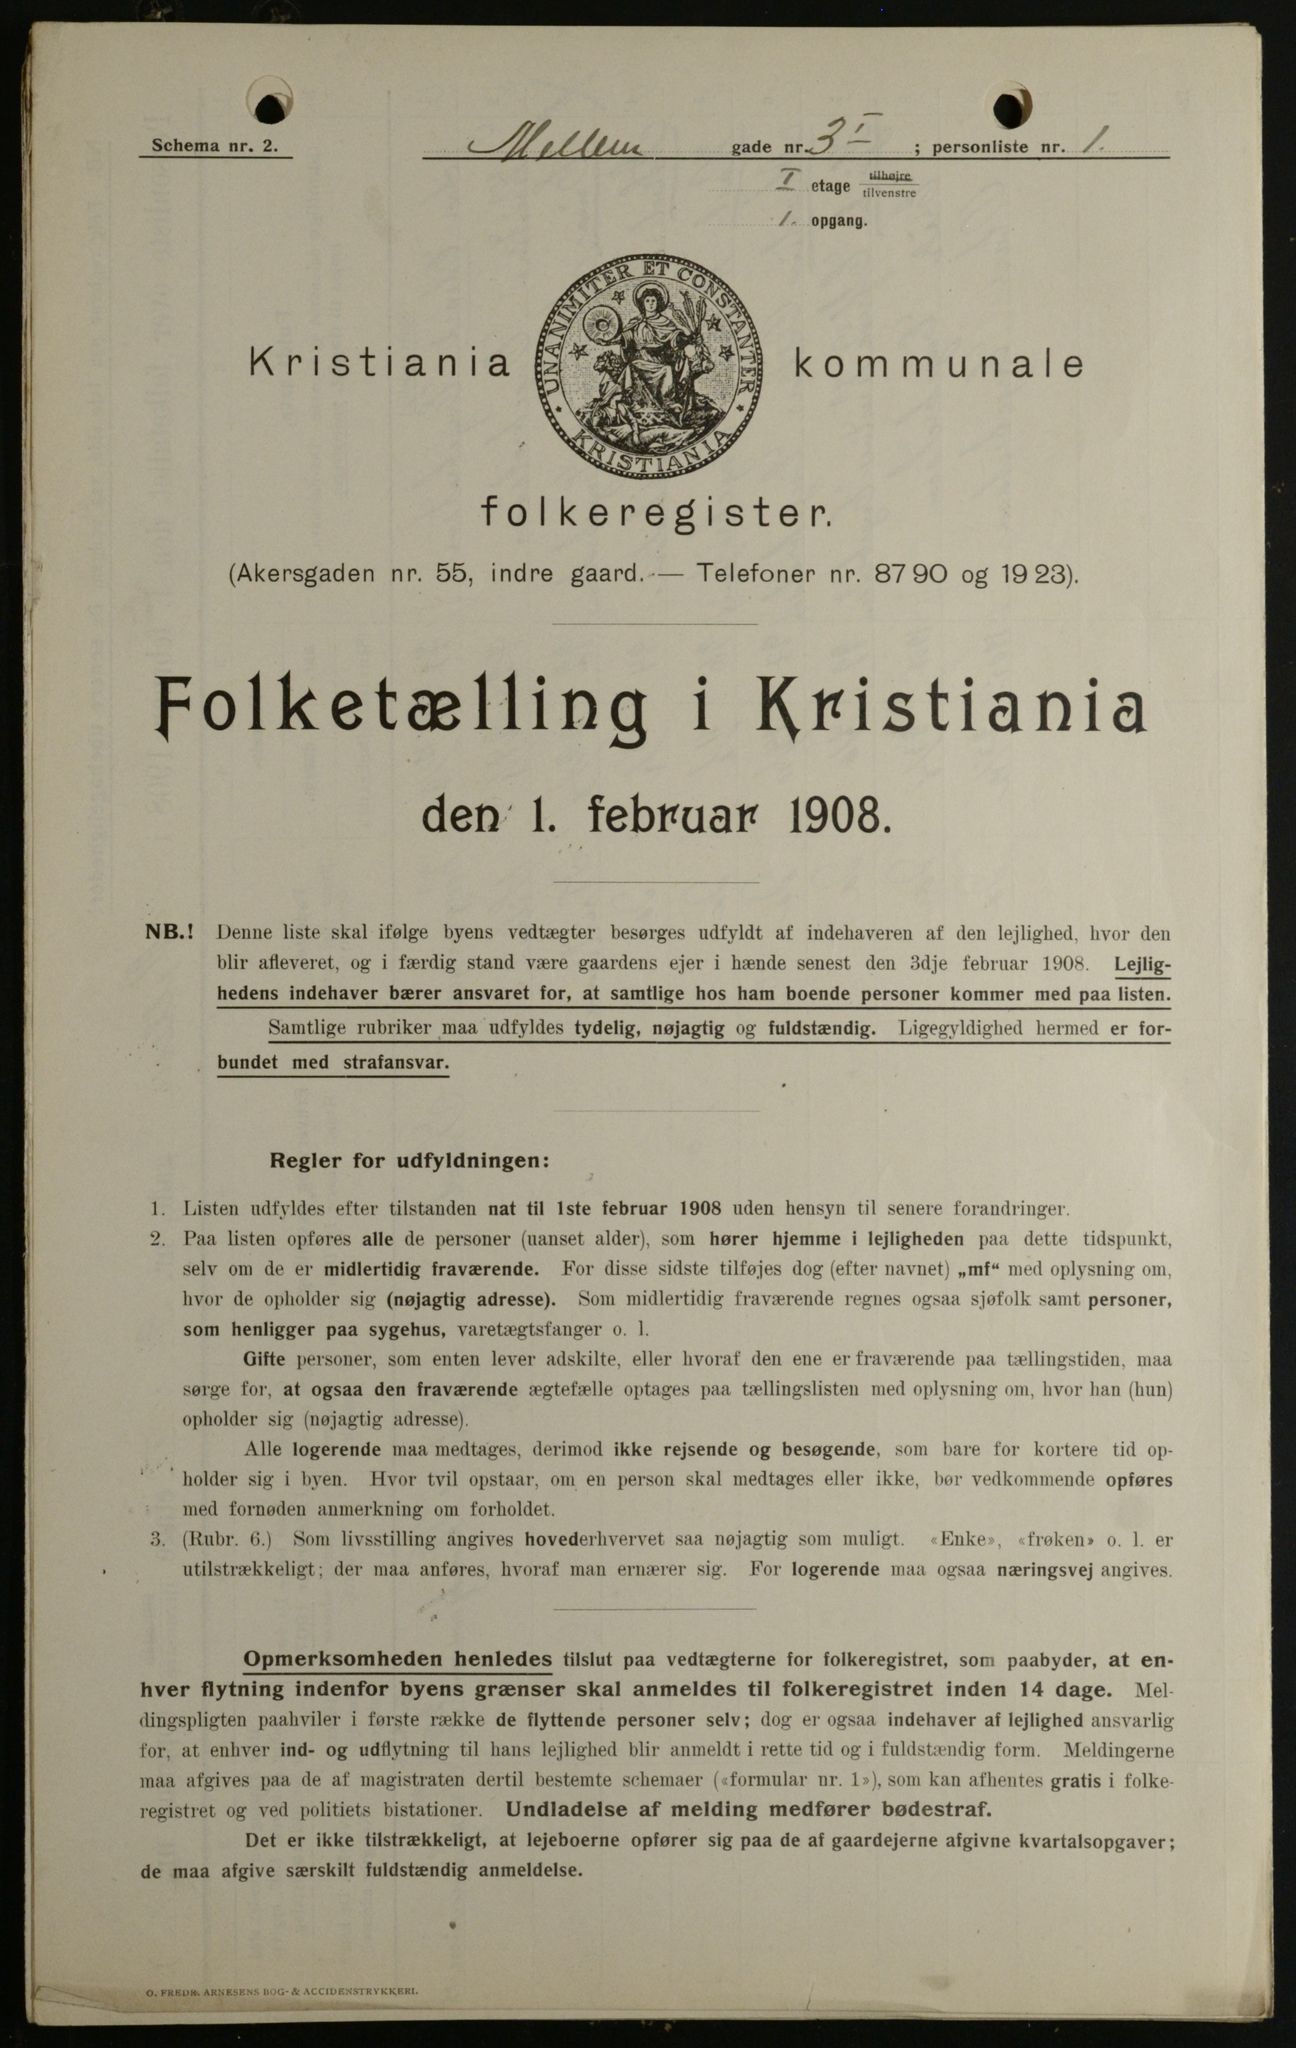 Schema nr. 2.
Mellem gade nr. 3 I ; personliste nr. 1.
I etage tilhøjre
tilvenstre
1. opgang.
UNANIMITER ET CONSTANTER
KRISTIANIA
Kristiania kommunale
folkeregister.
(Akersgaden nr. 55, indre gaard. — Telefoner nr. 8790 og 1923).
Folketælling i Kristiania
den 1. februar 1908.
NB.! Denne liste skal ifølge byens vedtægter besørges udfyldt af indehaveren af den lejlighed, hvor den
blir afleveret, og i færdig stand være gaardens ejer i hænde senest den 3dje februar 1908. Lejlig-
hedens indehaver bærer ansvaret for, at samtlige hos ham boende personer kommer med paa listen.
Samtlige rubriker maa udfyldes tydelig, nøjagtig og fuldstændig. Ligegyldighed hermed er for-
bundet med strafansvar.
Regler for udfyldningen:
1. Listen udfyldes efter tilstanden nat til 1ste februar 1908 uden hensyn til senere forandringer.
2. Paa listen opføres alle de personer (uanset alder), som hører hjemme i lejligheden paa dette tidspunkt,
selv om de er midlertidig fraværende. For disse sidste tilføjes dog (efter navnet) „mf“ med oplysning om,
hvor de opholder sig (nøjagtig adresse). Som midlertidig fraværende regnes ogsaa sjøfolk samt personer,
som henligger paa sygehus, varetægtsfanger o. l.
Gifte personer, som enten lever adskilte, eller hvoraf den ene er fraværende paa tællingstiden, maa
sørge for, at ogsaa den fraværende ægtefælle optages paa tællingslisten med oplysning om, hvor han (hun)
opholder sig (nøjagtig adresse).
Alle logerende maa medtages, derimod ikke rejsende og besøgende, som bare for kortere tid op-
holder sig i byen. Hvor tvil opstaar, om en person skal medtages eller ikke, bør vedkommende opføres
med fornøden anmerkning om forholdet.
3. (Rubr. 6.) Som livsstilling angives hovederhvervet saa nøjagtig som muligt. «Enke», «frøken» o. l. er
utilstrækkeligt; der maa anføres, hvoraf man ernærer sig. For logerende maa ogsaa næringsvej angives.
Opmerksomheden henledes tilslut paa vedtægterne for folkeregistret, som paabyder, at en-
hver flytning indenfor byens grænser skal anmeldes til folkeregistret inden 14 dage. Mel-
dingspligten paahviler i første række de flyttende personer selv; dog er ogsaa indehaver af lejlighed ansvarlig
for, at enhver ind- og udflytning til hans lejlighed blir anmeldt i rette tid og i fuldstændig form. Meldingerne
maa afgives paa de af magistraten dertil bestemte schemaer («formular nr. 1»), som kan afhentes gratis i folke-
registret og ved politiets bistationer. Undladelse af melding medfører bødestraf.
Det er ikke tilstrækkeligt, at lejeboerne opfører sig paa de af gaardejerne afgivne kvartalsopgaver;
de maa afgive særskilt fuldstændig anmeldelse.
O. FREDR. ARNESENS BOG- & ACCIDENSTRYKKERI.